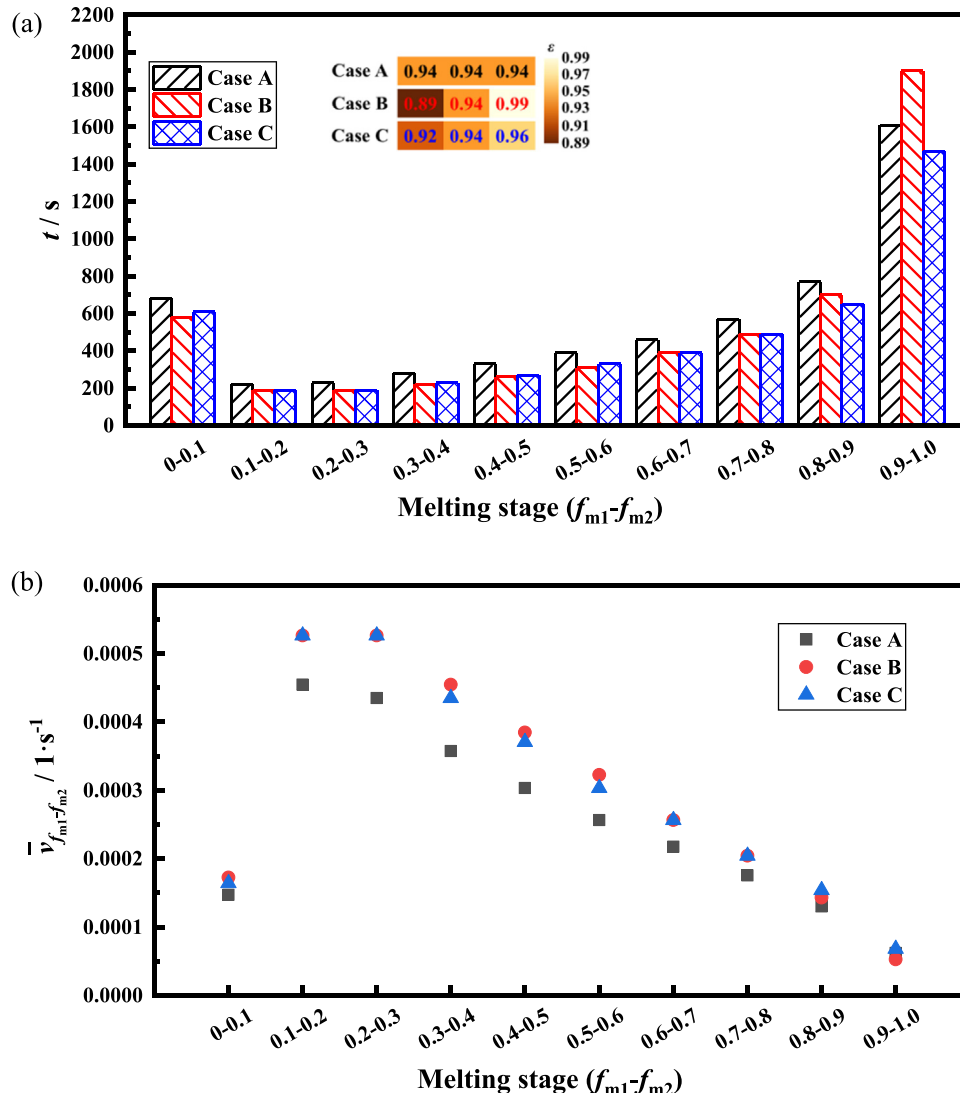 (a)
2200
2000
1800
1600
1400
1200
1000
800
600
400
200
0
t / s
Case A
Case B
Case C
Case A 0.94 0.94 0.94
Case B 0.89 0.94 0.99
Case C 0.92 0.94 0.96
ε
0.99
0.97
0.95
0.93
0.91
0.89
0-0.1 0.1-0.2 0.2-0.3 0.3-0.4 0.4-0.5 0.5-0.6 0.6-0.7 0.7-0.8 0.8-0.9 0.9-1.0
Melting stage (fm1-fm2)
(b)
0.0006
0.0005
0.0004
0.0003
0.0002
0.0001
0.0000
v̄fm1-fm2 / 1·s⁻¹
Case A
Case B
Case C
0-0.1 0.1-0.2 0.2-0.3 0.3-0.4 0.4-0.5 0.5-0.6 0.6-0.7 0.7-0.8 0.8-0.9 0.9-1.0
Melting stage (fm1-fm2)